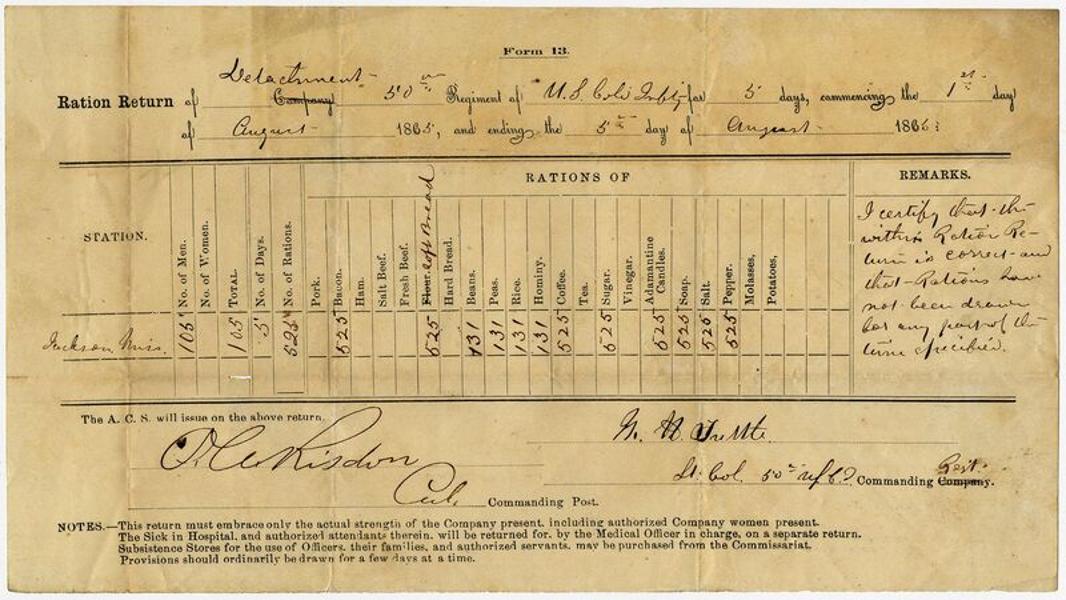 Form 13.
Detachment
Ration Return of Company 50th Regiment of U.S. Cold Infty for 5 days, commencing the 1st day
of August 1865, and ending the 5th day of August 1865:
RATIONS OF
REMARKS.
STATION.
No. of Men.
No. of Women.
TOTAL.
No. of Days.
No. of Rations.
Pork.
Bacon.
Ham.
Salt Beef.
Fresh Beef.
Flour. Soft Bread
Hard Bread.
Beans.
Peas.
Rice.
Hominy.
Coffee.
Tea.
Sugar.
Vinegar.
Adamantine Candles.
Soap.
Salt.
Pepper.
Molasses,
Potatoes,
Jackson Miss. 105 105 5 525 525 525 131 131 131 131 525 525 525 525 525 525
I certify that the
within Ration Re-
turn is correct and
that Rations have
not been drawn
for any part of the
time specified.
The A. C. S. will issue on the above return.
Risdon
Col. Commanding Post.
Lt. Col. 50th Commanding Company. Regt.
NOTES.—This return must embrace only the actual strength of the Company present, including authorized Company women present.
The Sick in Hospital, and authorized attendants therein, will be returned for, by the Medical Officer in charge, on a separate return.
Subsistence Stores for the use of Officers, their families, and authorized servants, may be purchased from the Commissariat.
Provisions should ordinarily be drawn for a few days at a time.